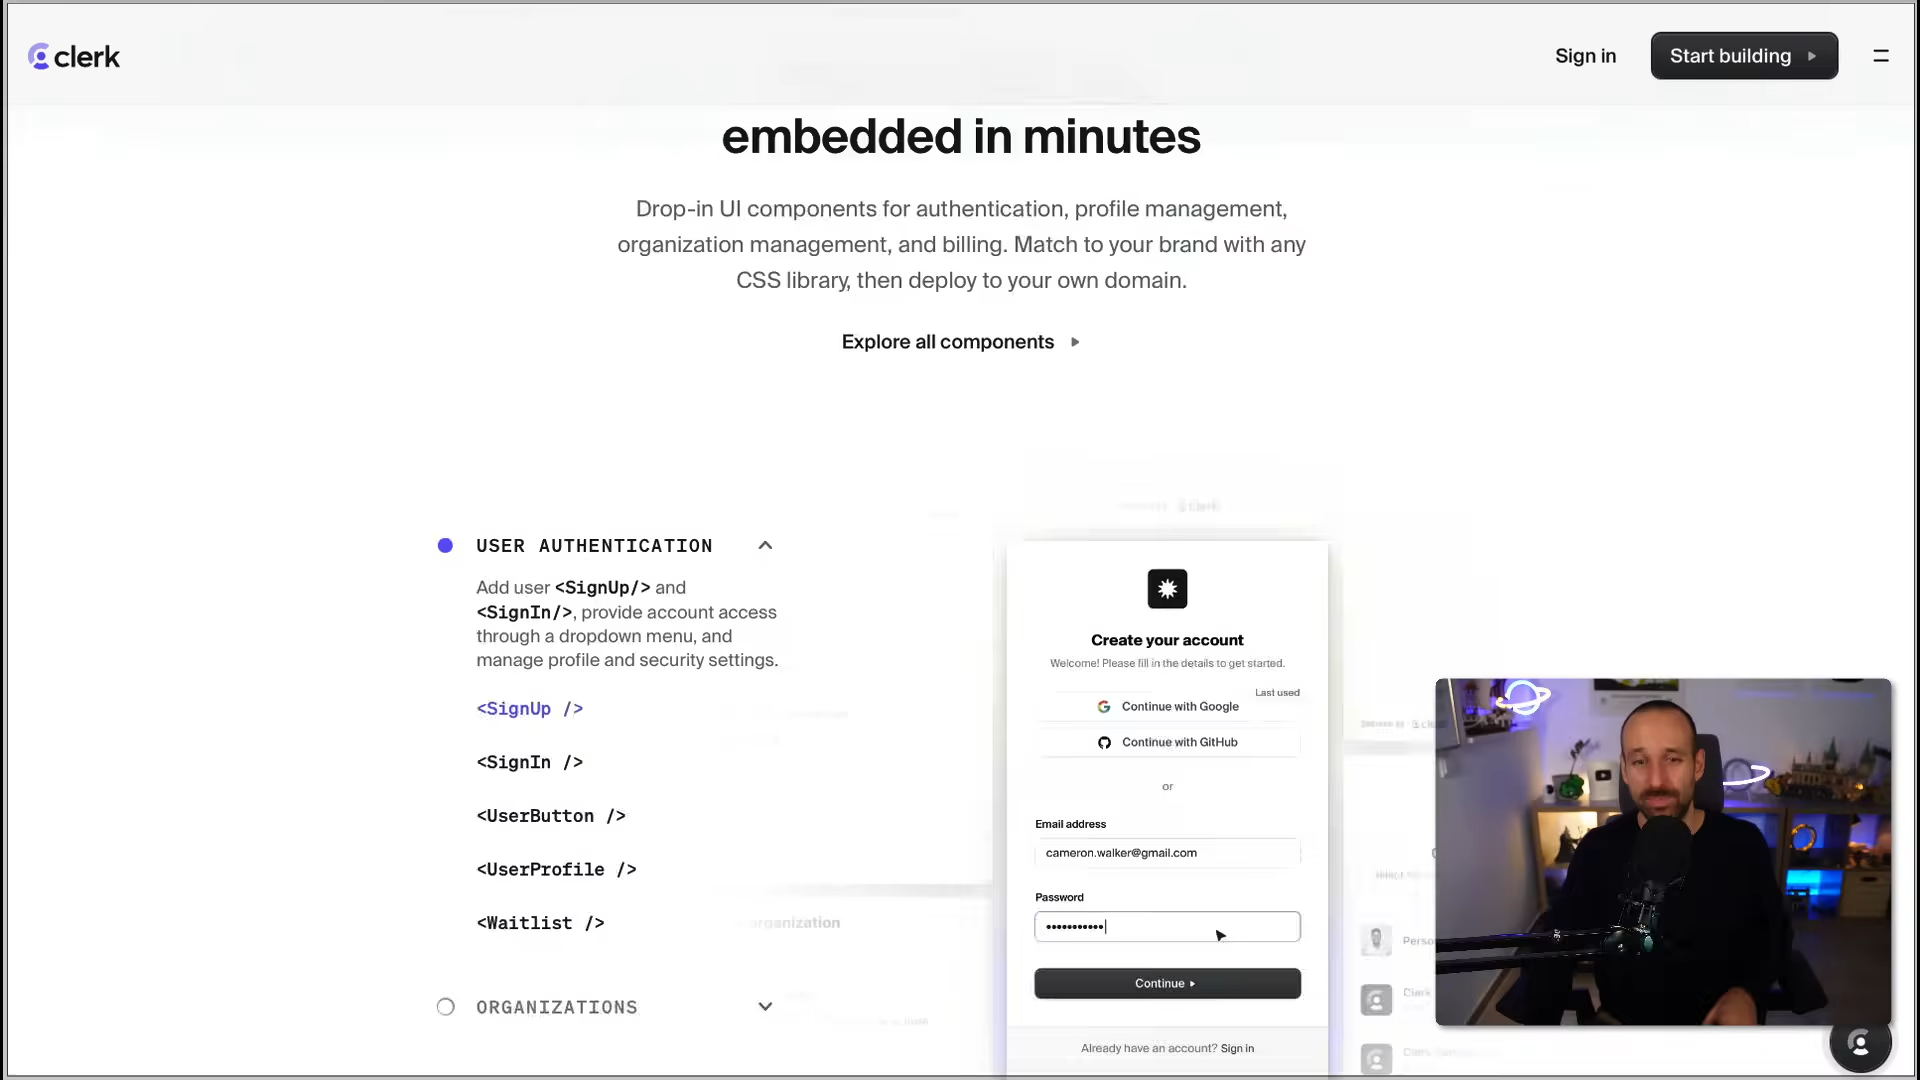 clerk
Sign in
Start building
embedded in minutes
Drop-in UI components for authentication, profile management,
organization management, and billing. Match to your brand with any
CSS library, then deploy to your own domain.
Explore all components
USER AUTHENTICATION
Add user <SignUp/> and
<SignIn/>, provide account access
through a dropdown menu, and
manage profile and security settings.
<SignUp />
<SignIn />
<UserButton />
<UserProfile />
<Waitlist />
ORGANIZATIONS
organization
Create your account
Welcome! Please fill in the details to get started.
Last used
Continue with Google
Continue with GitHub
or
Email address
cameron.walker@gmail.com
Password
•••••••••••
Continue
Already have an account? Sign in
Clerk